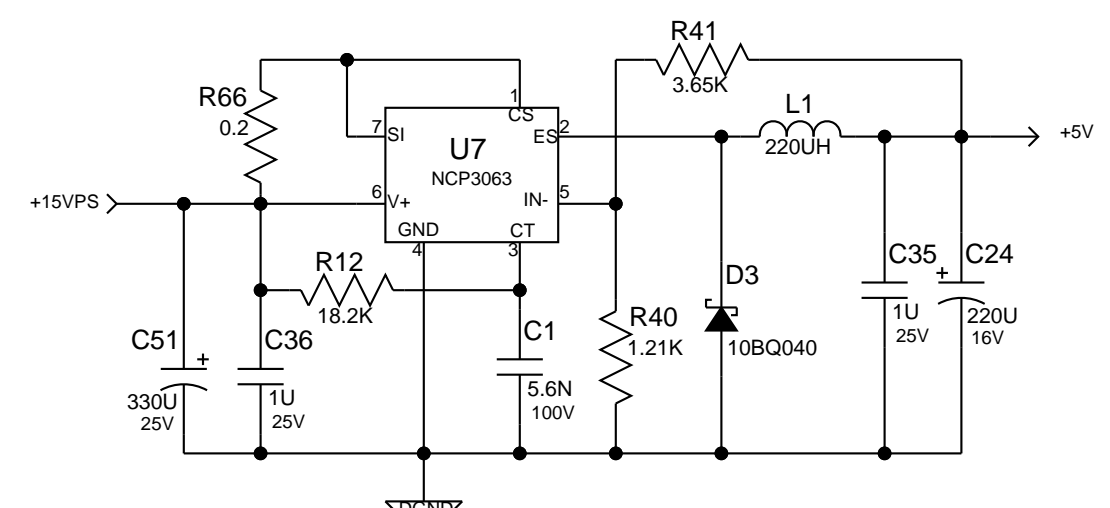 R41
3.65K
R66
0.2
1
CS
7
SI
U7
NCP3063
ES
2
L1
220UH
+5V
+15VPS
6
V+
IN-
5
GND
4
CT
3
R12
18.2K
C51
+
330U
25V
C36
1U
25V
C1
5.6N
100V
R40
1.21K
D3
10BQ040
C35
1U
25V
C24
+
220U
16V
DGND